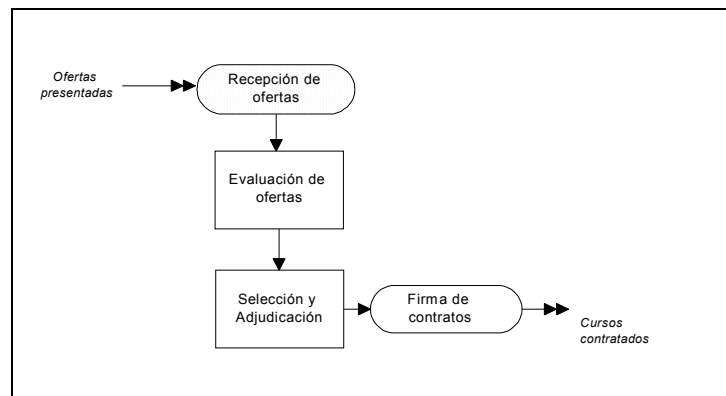 Ofertas
presentadas
Recepción de
ofertas
Evaluación de
ofertas
Selección y
Adjudicación
Firma de
contratos
Cursos
contratados